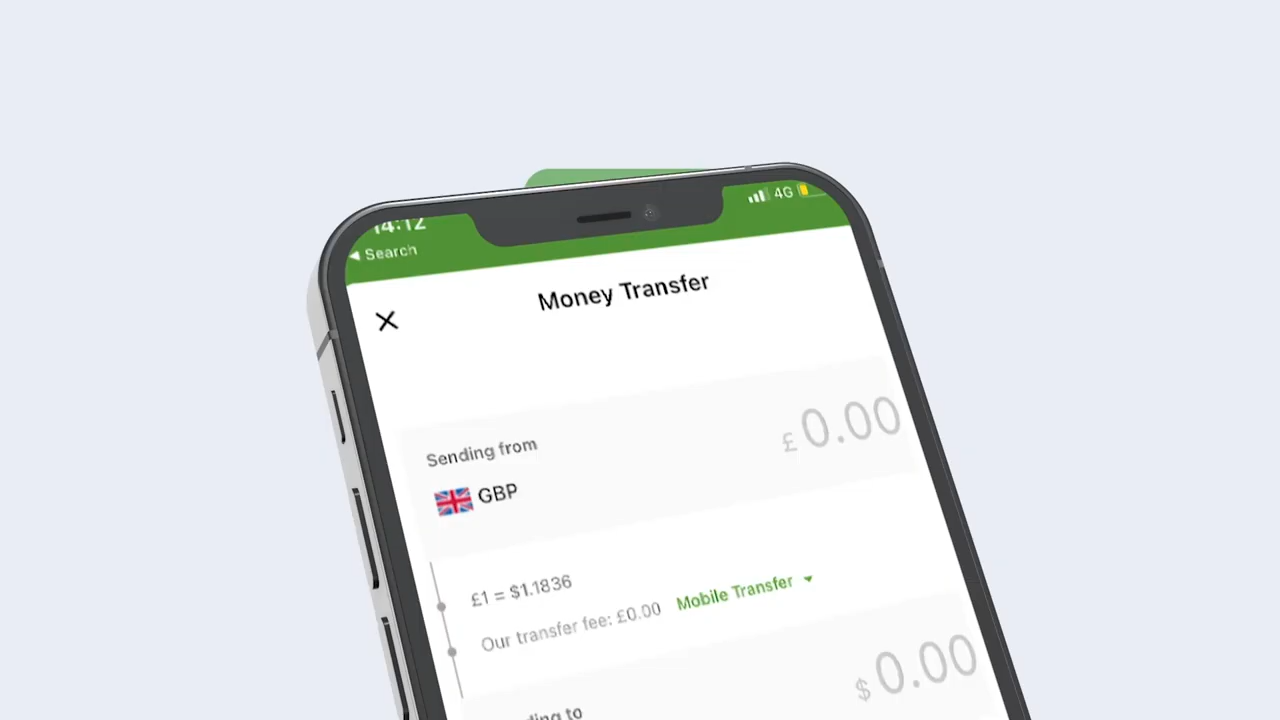 14:12
4G
◀ Search
Money Transfer
£ 0.00
Sending from
GBP
£1 = $1.1836
Our transfer fee: £0.00 Mobile Transfer
$ 0.00
to